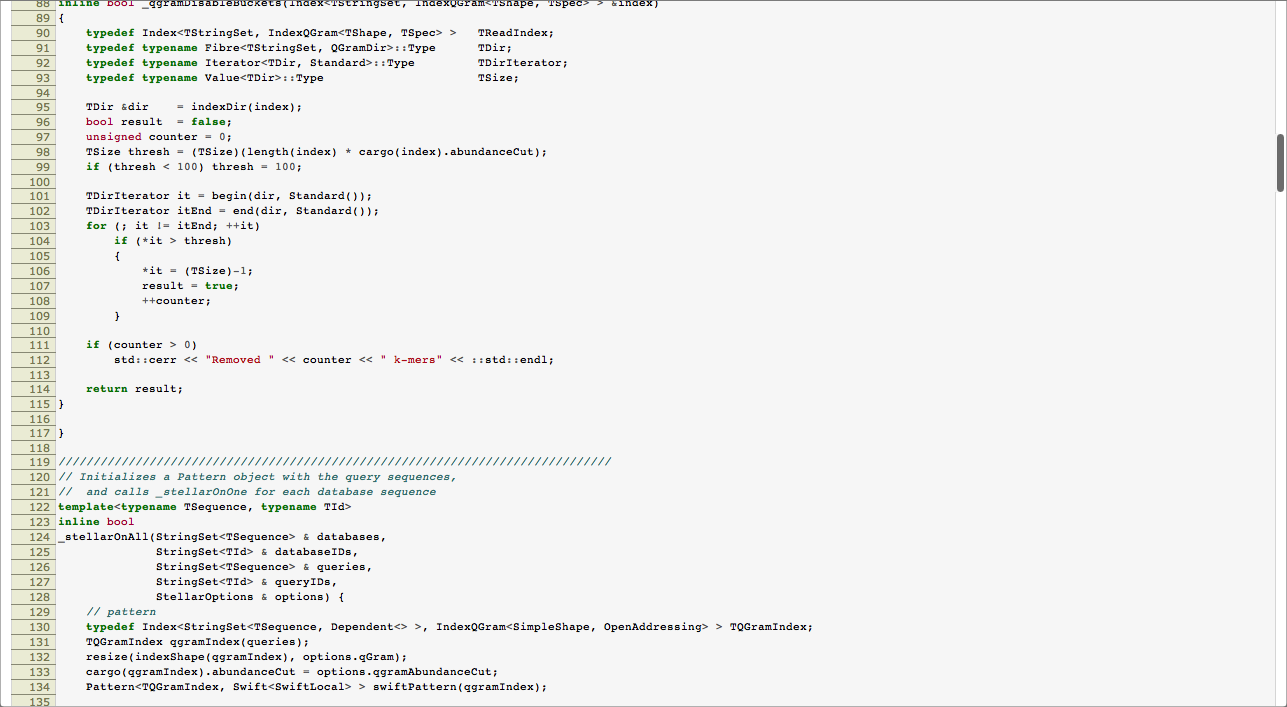 88 inline bool _qgramDisableBuckets(Index<TStringSet, IndexQGram<TShape, TSpec> > &index)
89 {
90     typedef Index<TStringSet, IndexQGram<TShape, TSpec> >   TReadIndex;
91     typedef typename Fibre<TStringSet, QGramDir>::Type      TDir;
92     typedef typename Iterator<TDir, Standard>::Type         TDirIterator;
93     typedef typename Value<TDir>::Type                      TSize;
94
95     TDir &dir    = indexDir(index);
96     bool result  = false;
97     unsigned counter = 0;
98     TSize thresh = (TSize)(length(index) * cargo(index).abundanceCut);
99     if (thresh < 100) thresh = 100;
100
101     TDirIterator it = begin(dir, Standard());
102     TDirIterator itEnd = end(dir, Standard());
103     for (; it != itEnd; ++it)
104         if (*it > thresh)
105         {
106             *it = (TSize)-1;
107             result = true;
108             ++counter;
109         }
110
111     if (counter > 0)
112         std::cerr << "Removed " << counter << " k-mers" << ::std::endl;
113
114     return result;
115 }
116
117 }
118
119 ///////////////////////////////////////////////////////////////////////////////
120 // Initializes a Pattern object with the query sequences,
121 //  and calls _stellarOnOne for each database sequence
122 template<typename TSequence, typename TId>
123 inline bool
124 _stellarOnAll(StringSet<TSequence> & databases,
125               StringSet<TId> & databaseIDs,
126               StringSet<TSequence> & queries,
127               StringSet<TId> & queryIDs,
128               StellarOptions & options) {
129     // pattern
130     typedef Index<StringSet<TSequence, Dependent<> >, IndexQGram<SimpleShape, OpenAddressing> > TQGramIndex;
131     TQGramIndex qgramIndex(queries);
132     resize(indexShape(qgramIndex), options.qGram);
133     cargo(qgramIndex).abundanceCut = options.qgramAbundanceCut;
134     Pattern<TQGramIndex, Swift<SwiftLocal> > swiftPattern(qgramIndex);
135